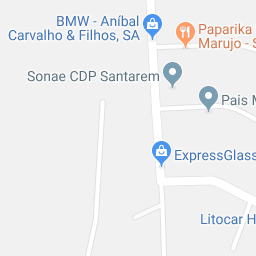 BMW - Aníbal
Carvalho & Filhos, SA
Paparika
Marujo - S
Sonae CDP Santarem
Pais M
ExpressGlass
Litocar H